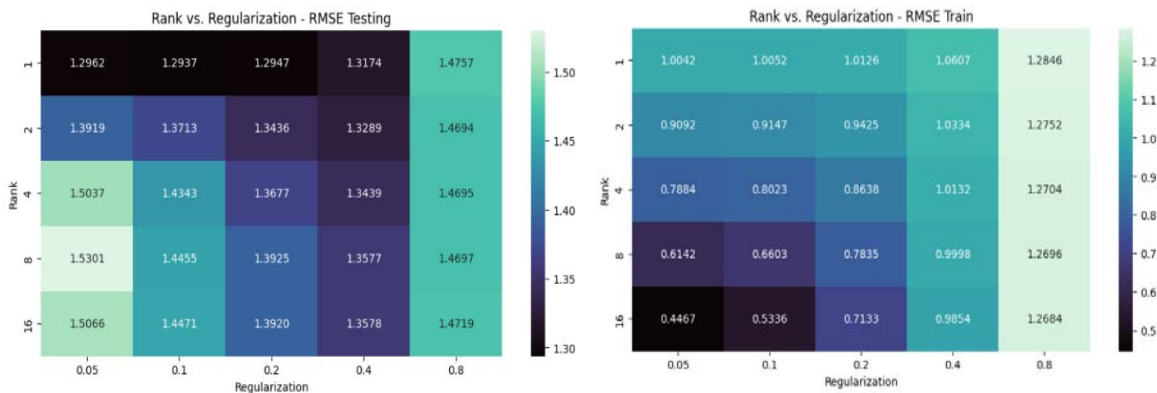 Rank vs. Regularization - RMSE Testing
1 1.2962 1.2937 1.2947 1.3174 1.4757
2 1.3919 1.3713 1.3436 1.3289 1.4694
4 1.5037 1.4343 1.3677 1.3439 1.4695
8 1.5301 1.4455 1.3925 1.3577 1.4697
16 1.5066 1.4471 1.3920 1.3578 1.4719
Rank
0.05 0.1 0.2 0.4 0.8
Regularization
1.50
1.45
1.40
1.35
1.30
Rank vs. Regularization - RMSE Train
1 1.0042 1.0052 1.0126 1.0607 1.2846
2 0.9092 0.9147 0.9425 1.0334 1.2752
4 0.7884 0.8023 0.8638 1.0132 1.2704
8 0.6142 0.6603 0.7835 0.9998 1.2696
16 0.4467 0.5336 0.7133 0.9854 1.2684
Rank
0.05 0.1 0.2 0.4 0.8
Regularization
1.2
1.1
1.0
0.9
0.8
0.7
0.6
0.5